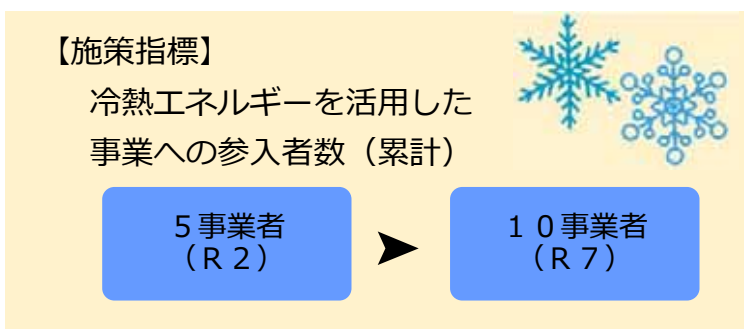 【施策指標】
冷熱エネルギーを活用した
事業への参入者数（累計）
５事業者
（Ｒ２）
１０事業者
（Ｒ７）